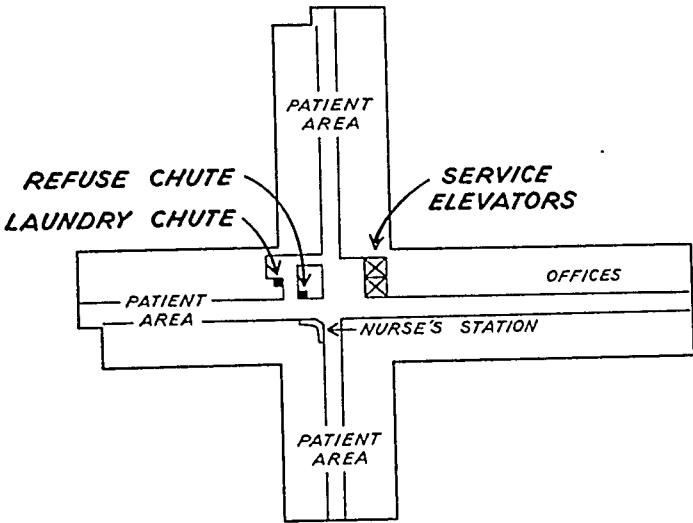 PATIENT
AREA
REFUSE CHUTE
LAUNDRY CHUTE
SERVICE
ELEVATORS
OFFICES
PATIENT
AREA
NURSE'S STATION
PATIENT
AREA